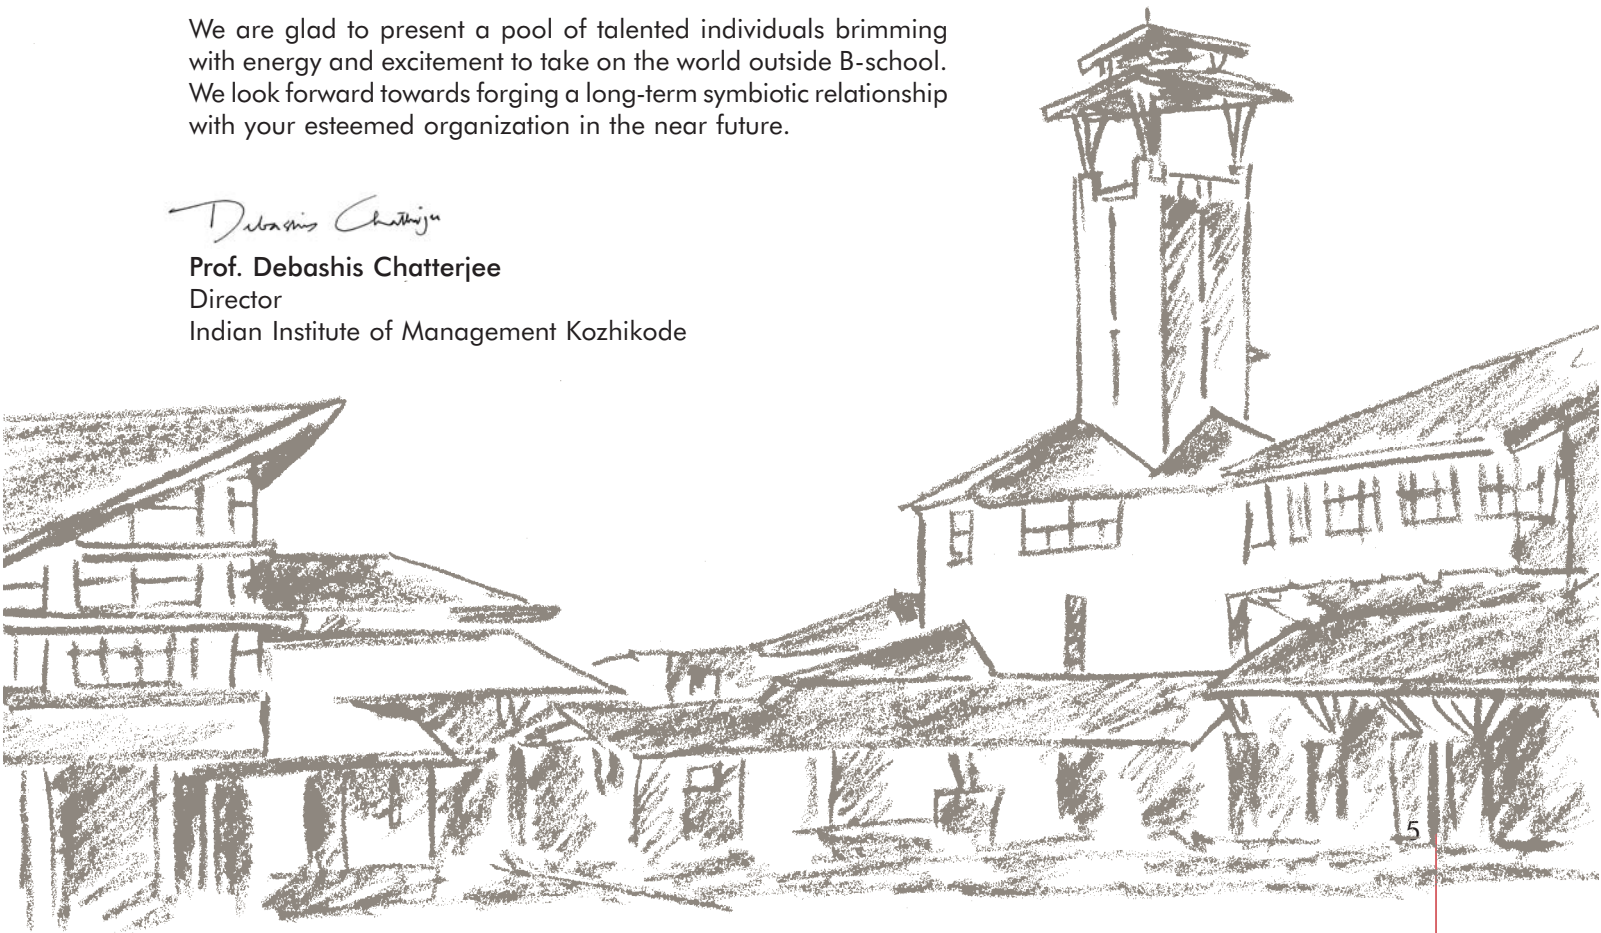 We are glad to present a pool of talented individuals brimming
with energy and excitement to take on the world outside B-school.
We look forward towards forging a long-term symbiotic relationship
with your esteemed organization in the near future.
Debashis Chatterjee
Prof. Debashis Chatterjee
Director
Indian Institute of Management Kozhikode
5